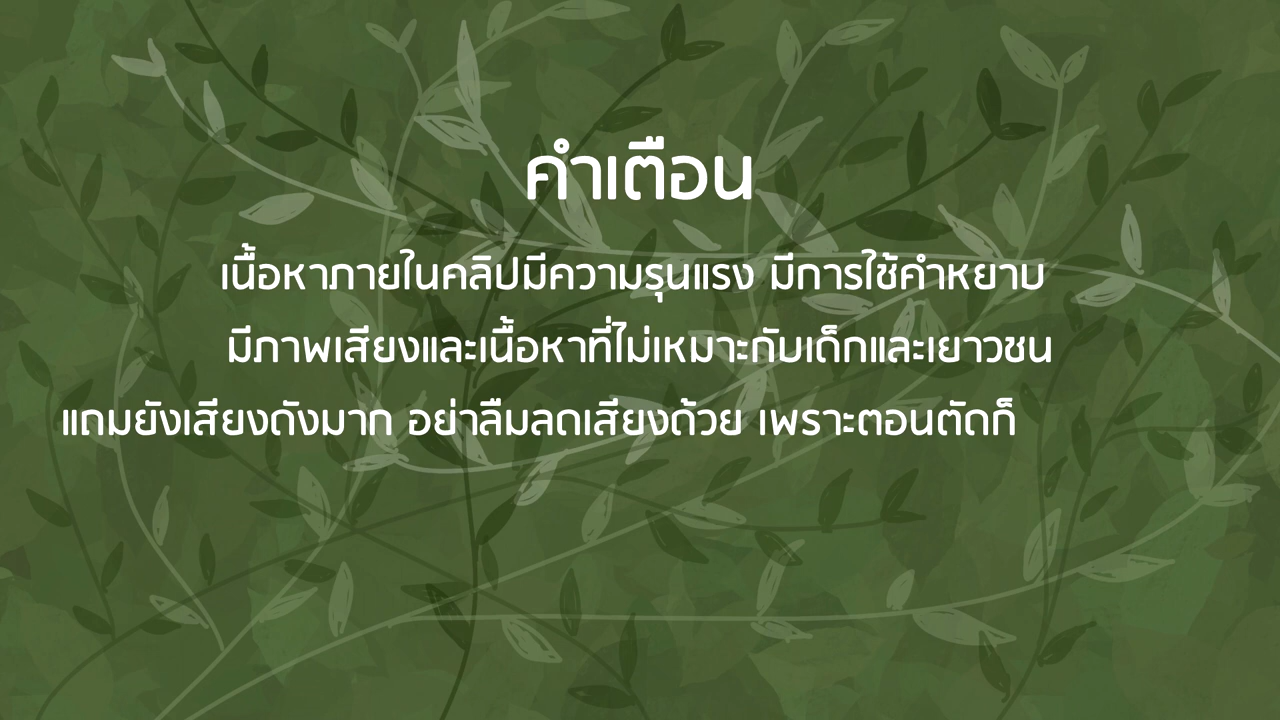 คำเตือน
เนื้อหาภายในคลิปมีความรุนแรง มีการใช้คำหยาบ
มีภาพเสียงและเนื้อหาที่ไม่เหมาะกับเด็กและเยาวชน
แถมยังเสียงดังมาก อย่าลืมลดเสียงด้วย เพราะตอนตัดก็